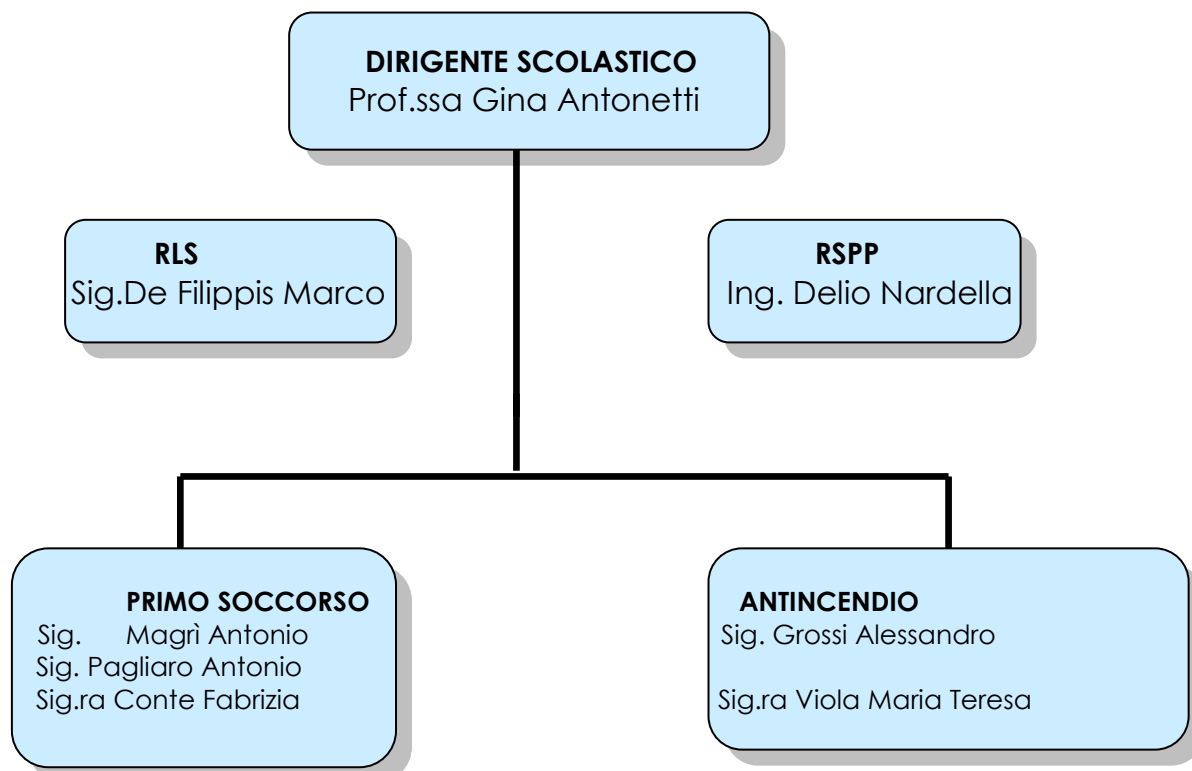 DIRIGENTE SCOLASTICO
Prof.ssa Gina Antonetti
RLS
Sig.De Filippis Marco
RSPP
Ing. Delio Nardella
PRIMO SOCCORSO
Sig. Magrì Antonio
Sig. Pagliaro Antonio
Sig.ra Conte Fabrizia
ANTINCENDIO
Sig. Grossi Alessandro
Sig.ra Viola Maria Teresa